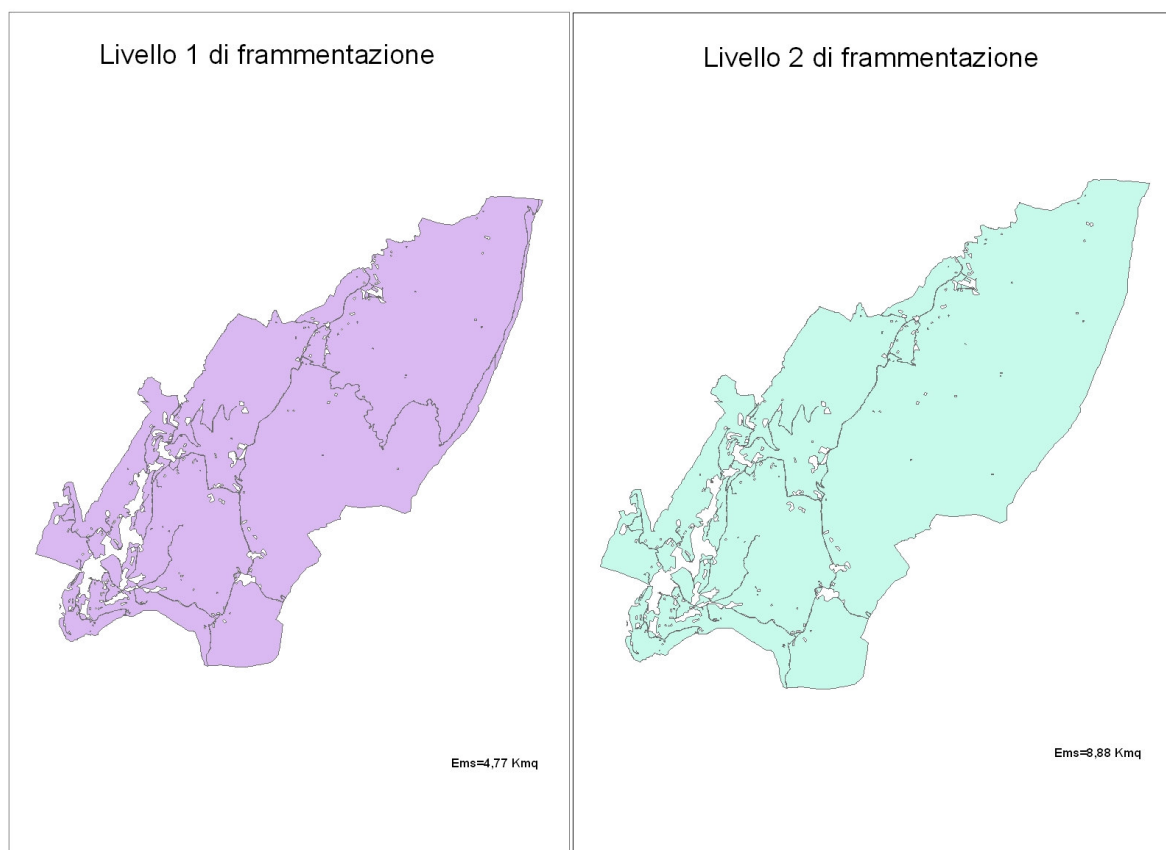 Livello 1 di frammentazione
Ems=4,77 Kmq
Livello 2 di frammentazione
Ems=8,88 Kmq